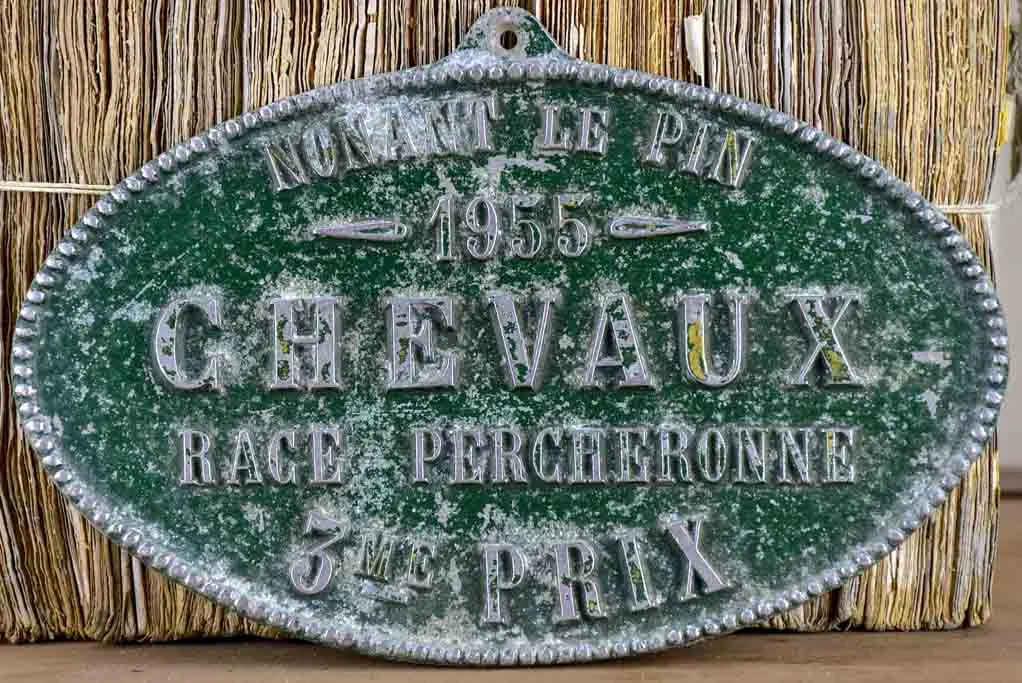 NONANT LE PIN
1955
CHEVAUX
RACE PERCHERONNE
3ME PRIX